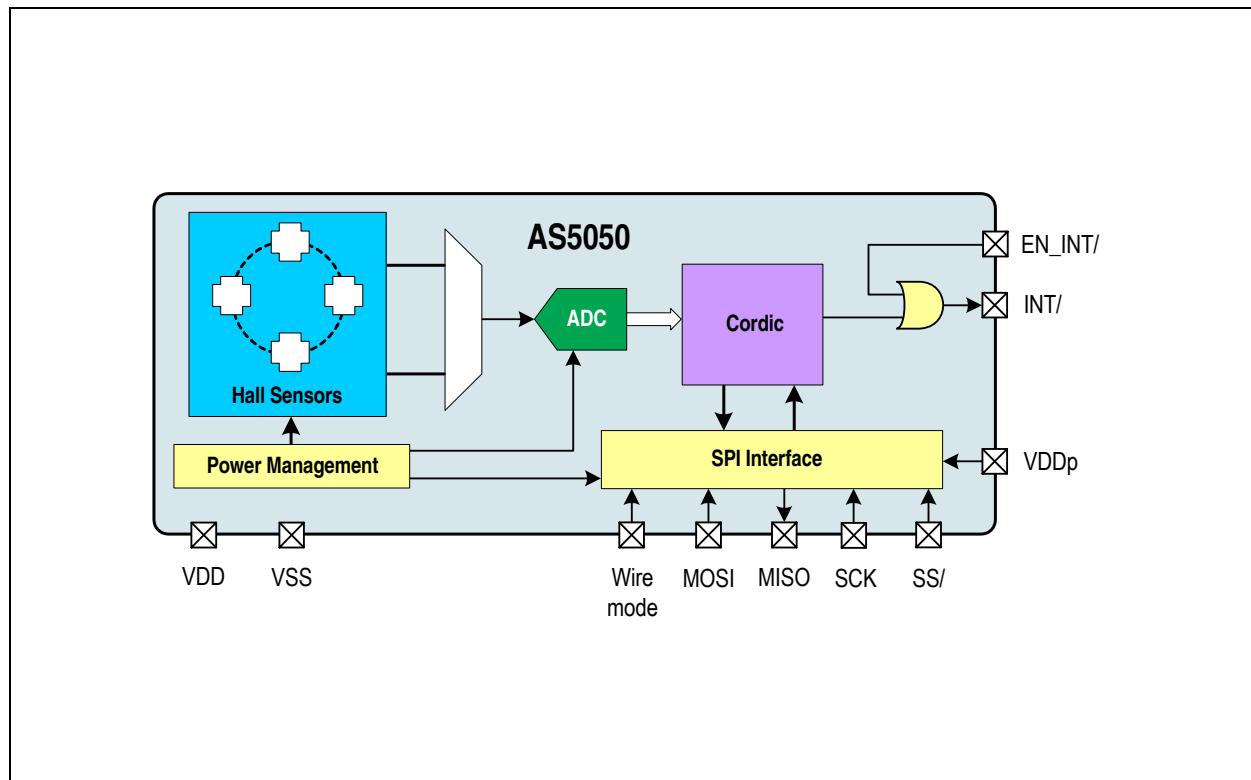 AS5050
EN_INT/
INT/
ADC
Cordic
Hall Sensors
Power Management
SPI Interface
VDDp
VDD
VSS
Wire
mode
MOSI
MISO
SCK
SS/